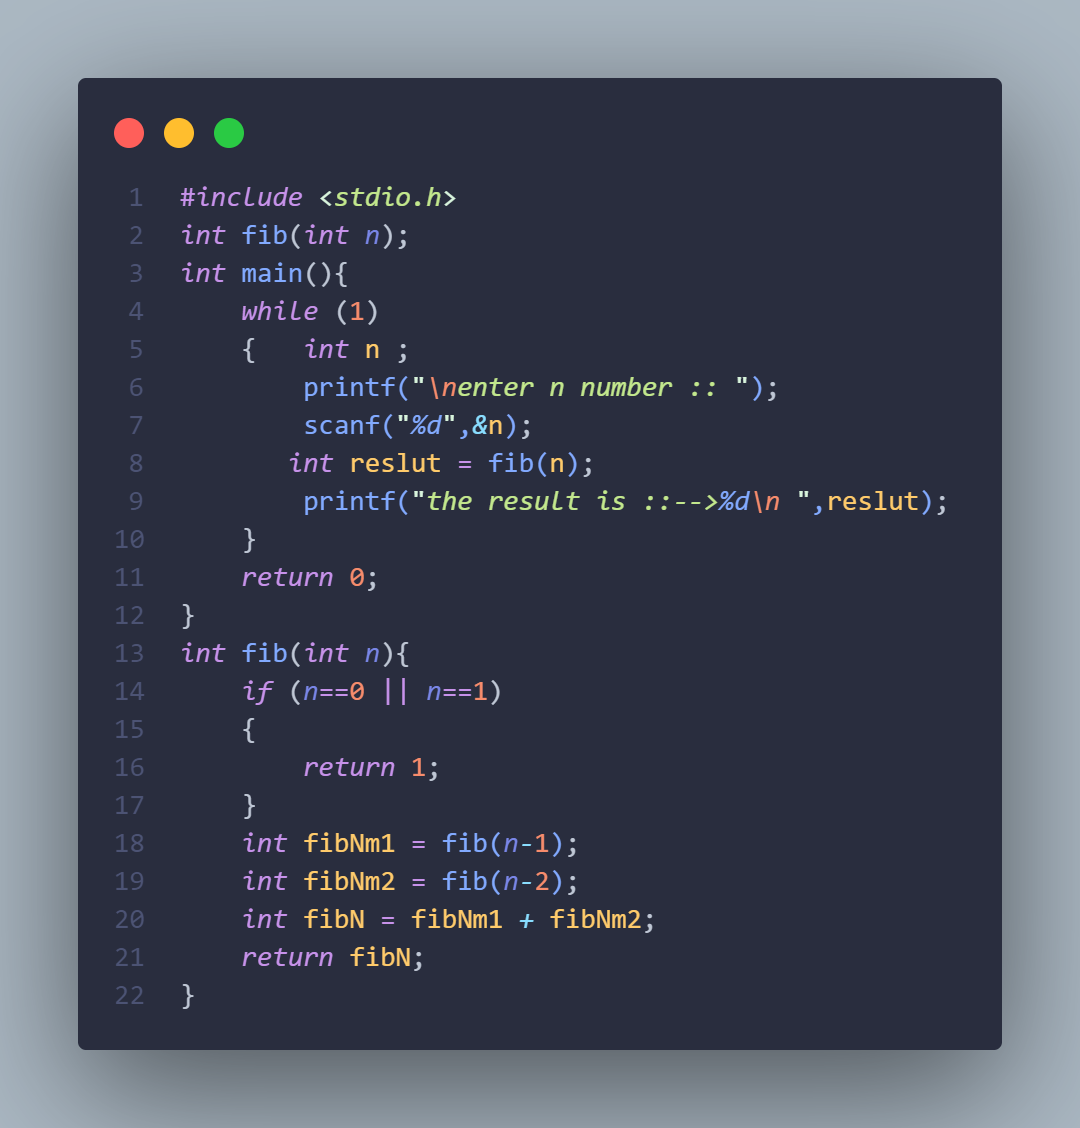 1 #include <stdio.h>
2 int fib(int n);
3 int main(){
4     while (1)
5     {   int n ;
6         printf("\nenter n number :: ");
7         scanf("%d",&n);
8        int reslut = fib(n);
9         printf("the result is ::-->%d\n ",reslut);
10     }
11     return 0;
12 }
13 int fib(int n){
14     if (n==0 || n==1)
15     {
16         return 1;
17     }
18     int fibNm1 = fib(n-1);
19     int fibNm2 = fib(n-2);
20     int fibN = fibNm1 + fibNm2;
21     return fibN;
22 }